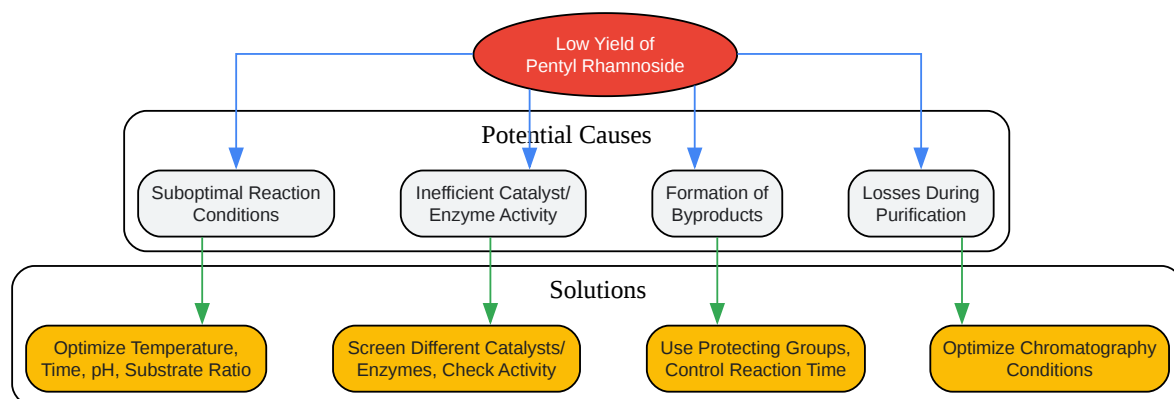 Low Yield of
Pentyl Rhamnoside
Potential Causes
Suboptimal Reaction
Conditions
Inefficient Catalyst/
Enzyme Activity
Formation of
Byproducts
Losses During
Purification
Solutions
Optimize Temperature,
Time, pH, Substrate Ratio
Screen Different Catalysts/
Enzymes, Check Activity
Use Protecting Groups,
Control Reaction Time
Optimize Chromatography
Conditions